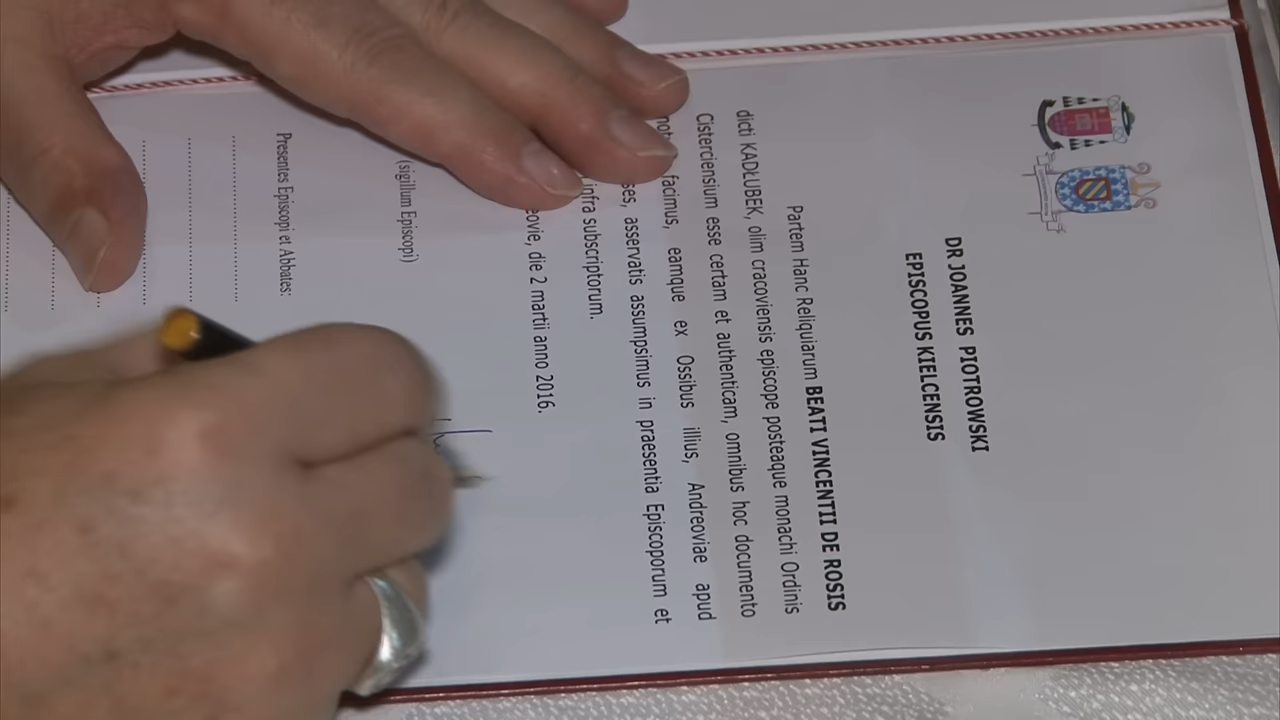 DR JOANNES PIOTROWSKI
EPISCOPUS KIELCENSIS
Partem Hanc Reliquiarum BEATI VINCENTII DE ROSIS
dicti KADŁUBEK, olim cracoviensis episcope posteaque monachi Ordinis
Cisterciensium esse certam et authenticam, omnibus hoc documento
facimus, eamque ex Ossibus illius, Andreoviae apud
asservatis assumpsimus in praesentia Episcoporum et
infra subscriptorum.
die 2 martii anno 2016.
(sigillum Episcopi)
Presentes Episcopi et Abbates: